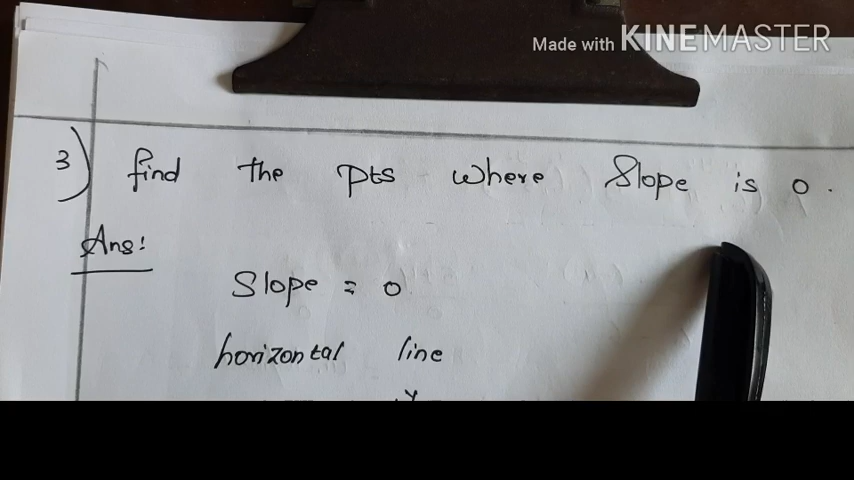 Made with KINEMASTER
3) find the pts where Slope is 0.
Ans:
Slope = 0
horizontal line